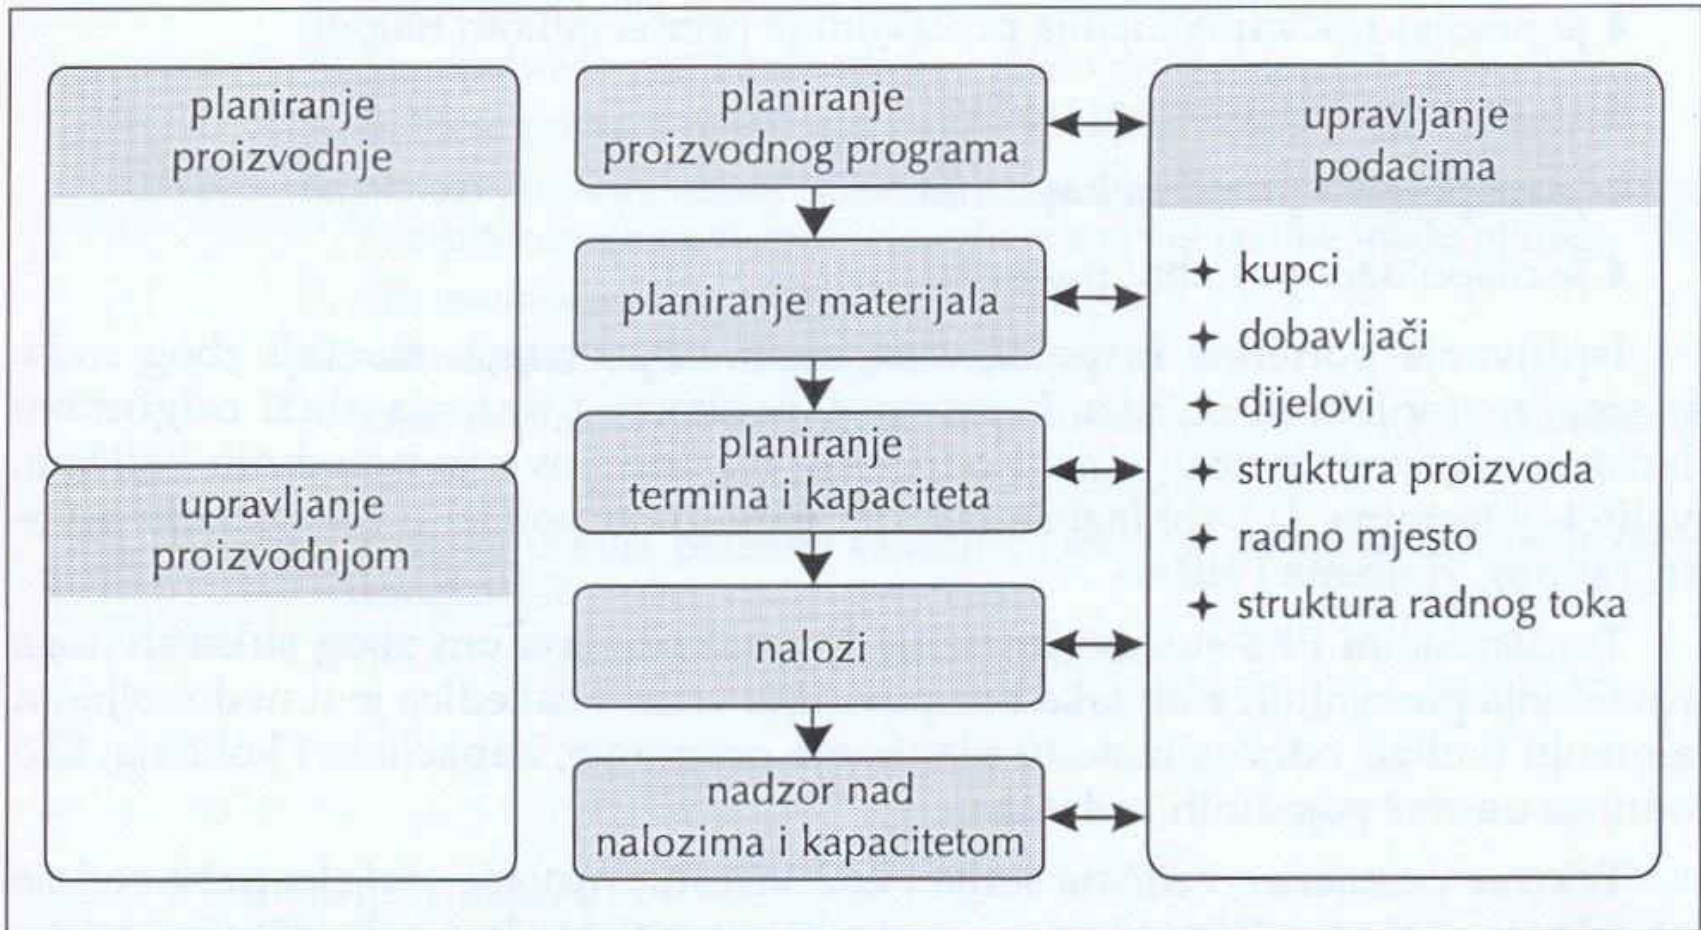 planiranje
proizvodnje
upravljanje
proizvodnjom
planiranje
proizvodnog programa
planiranje materijala
planiranje
termina i kapaciteta
nalozi
nadzor nad
nalozima i kapacitetom
upravljanje
podacima
kupci
dobavljači
dijelovi
struktura proizvoda
radno mjesto
struktura radnog toka